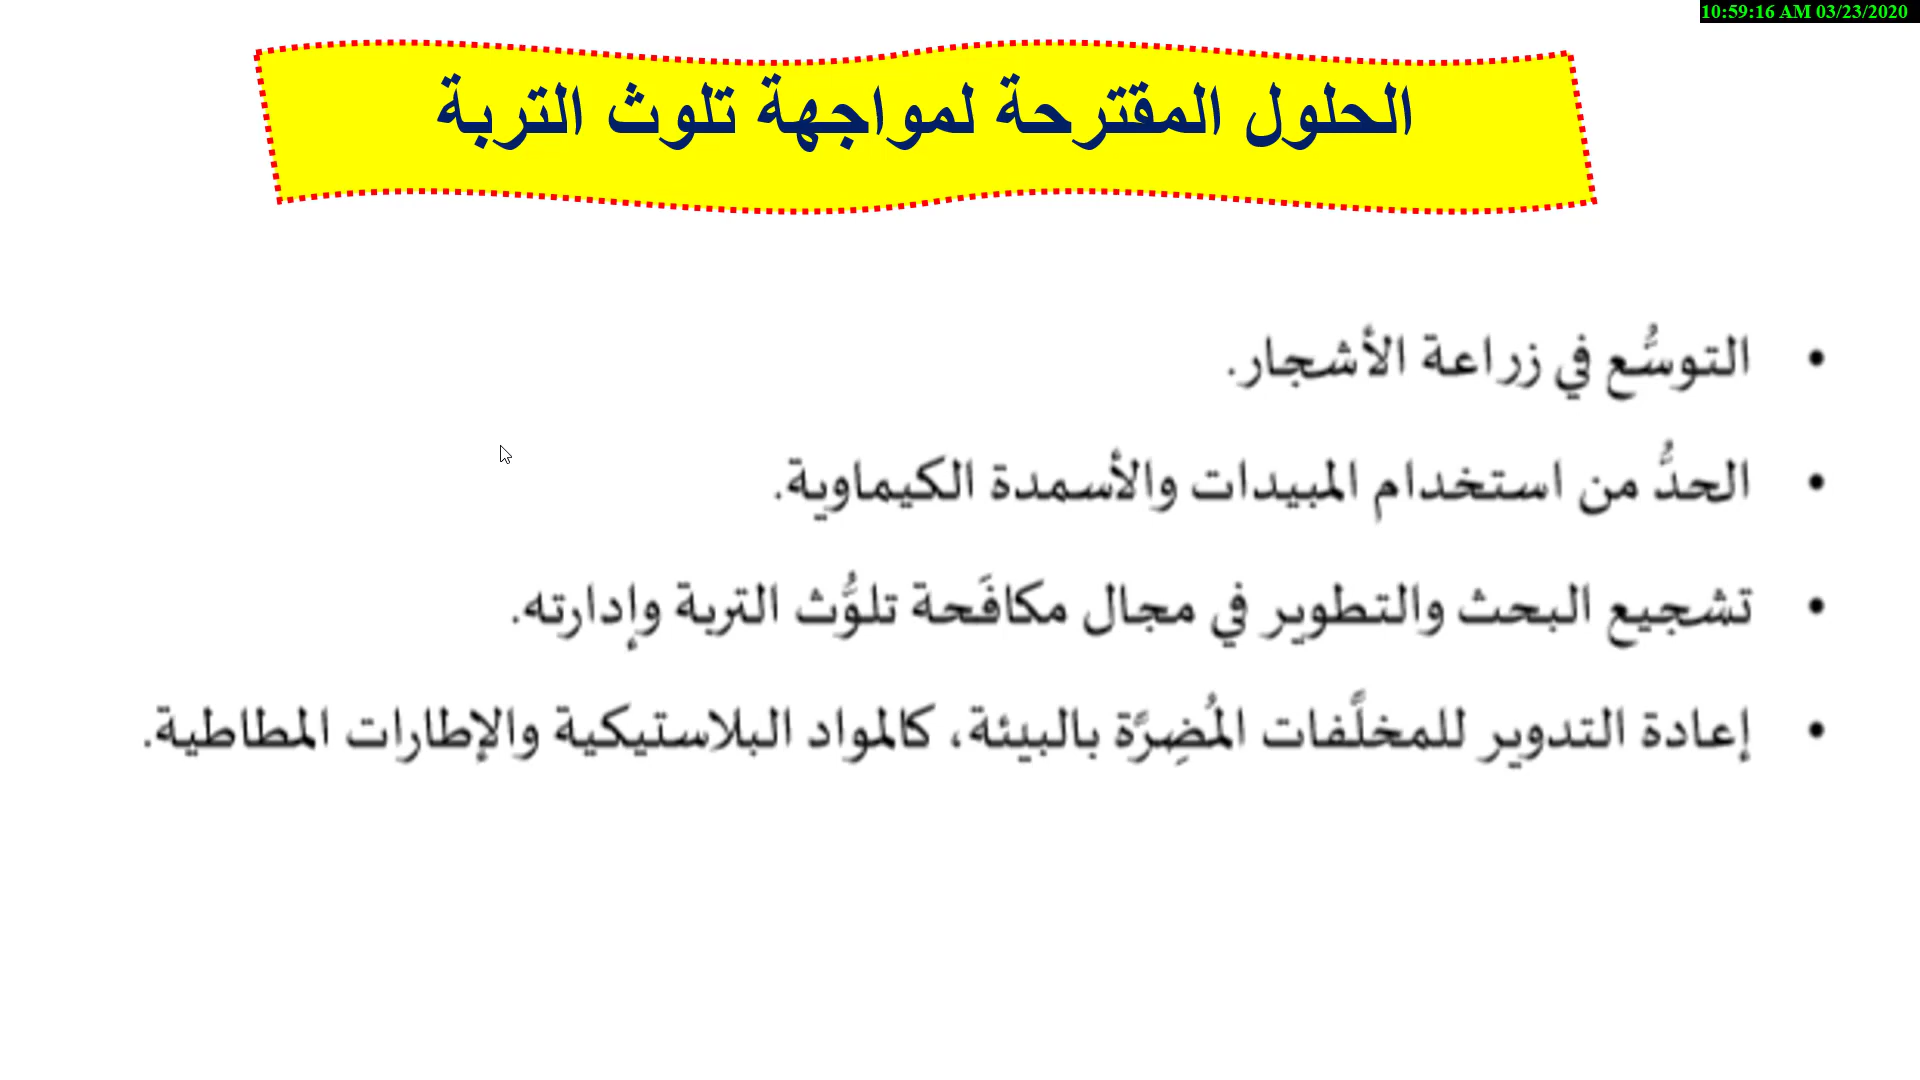 10:59:16 AM 03/23/2020
الحلول المقترحة لمواجهة تلوث التربة
• التوسُّع في زراعة الأشجار.
• الحدُّ من استخدام المبيدات والأسمدة الكيماوية.
• تشجيع البحث والتطوير في مجال مكافَحة تلوُّث التربة وإدارته.
• إعادة التدوير للمخلَّفات المُضِرَّة بالبيئة، كالمواد البلاستيكية والإطارات المطاطية.